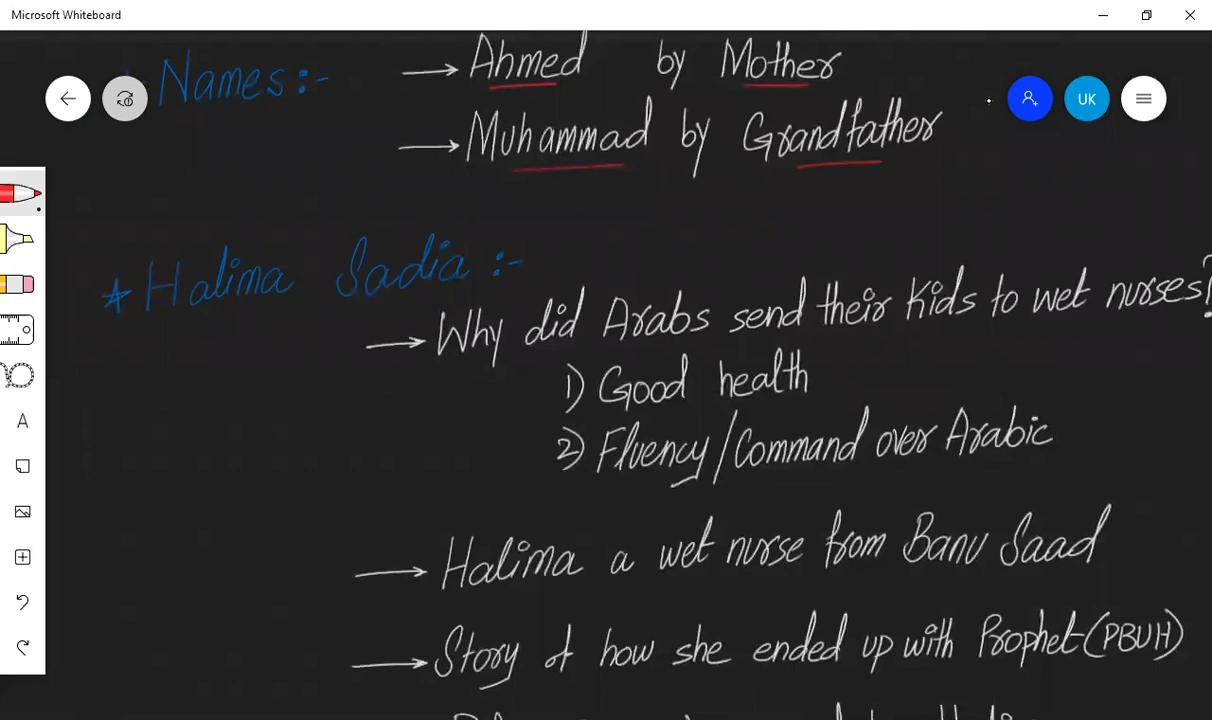 Microsoft Whiteboard
Names:-
→ Ahmed by Mother
→ Muhammad by Grandfather
UK
* Halima Sadia :-
→ Why did Arabs send their Kids to wet nurses?
1) Good health
2) Fluency/Command over Arabic
A
→ Halima a wet nurse from Banu Saad
→ Story of how she ended up with Prophet (PBUH)